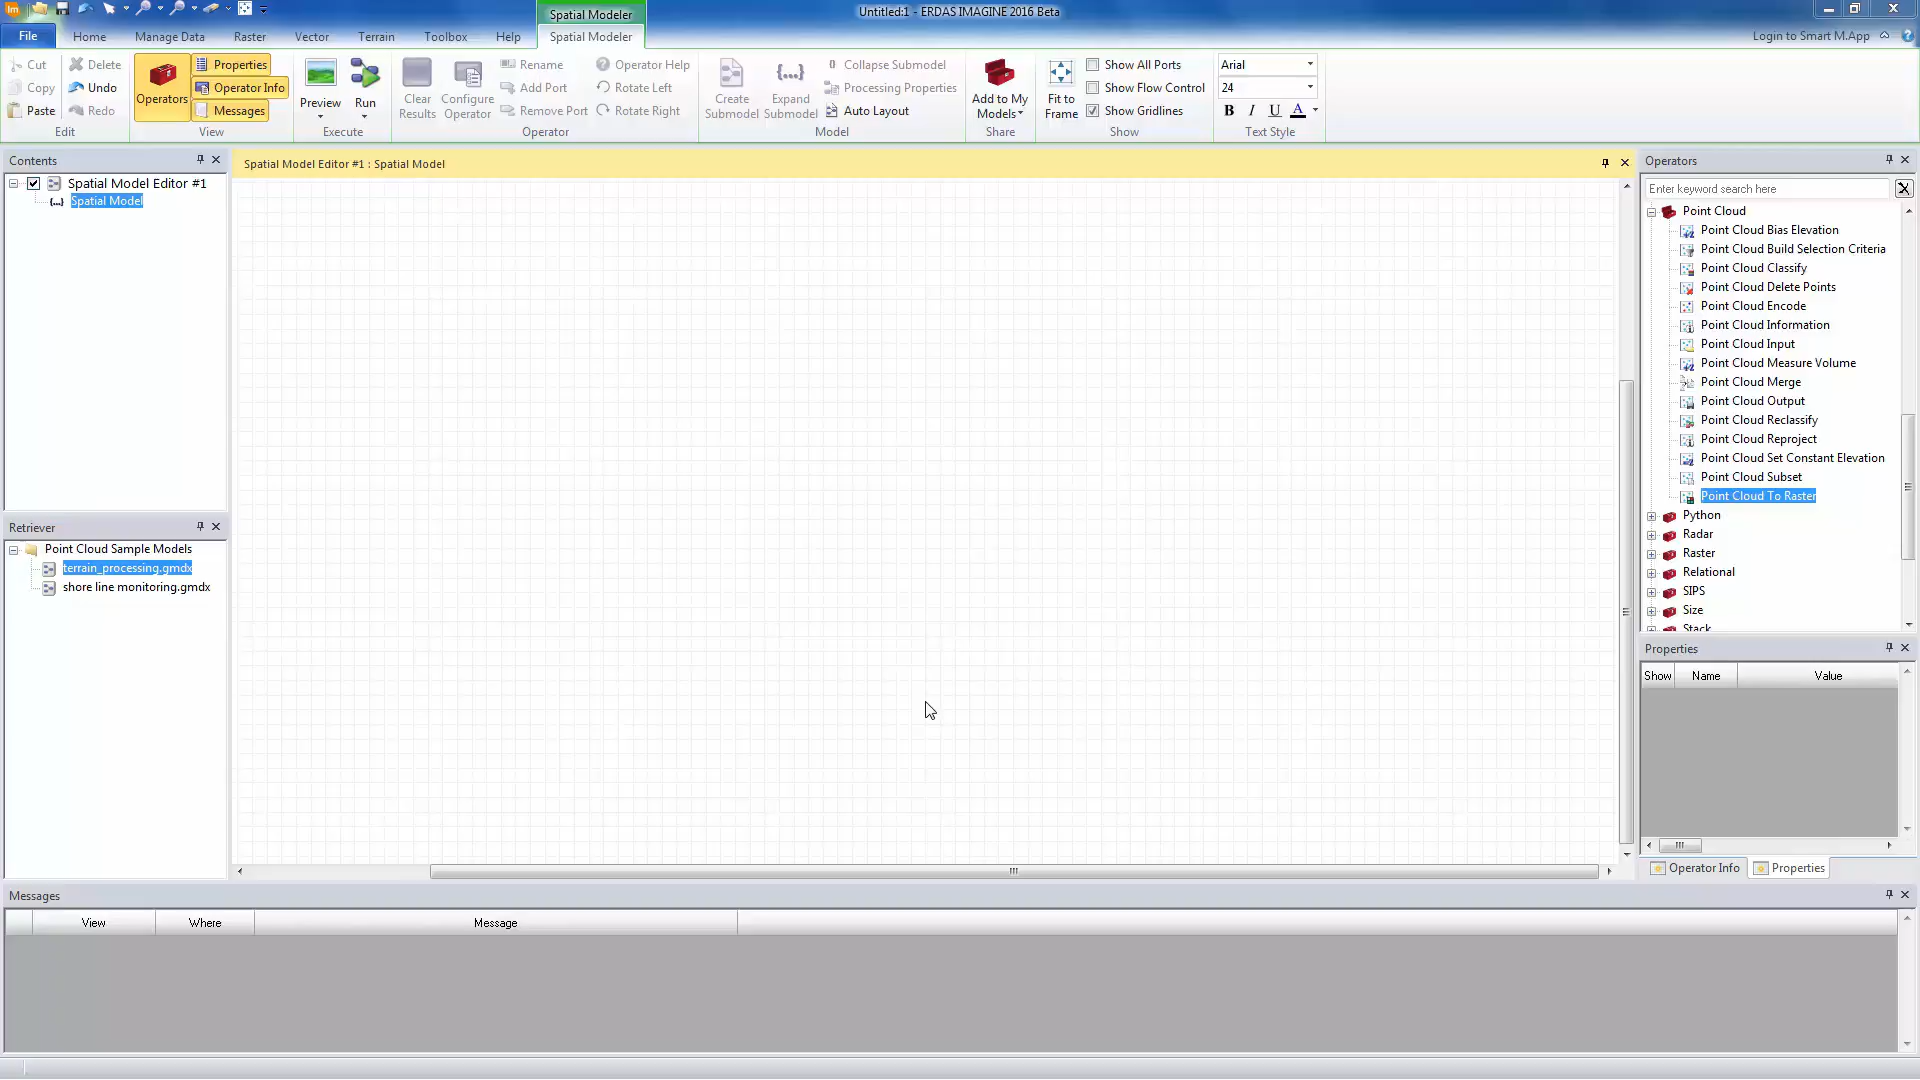 Spatial Modeler
Untitled:1 - ERDAS IMAGINE 2016 Beta
File Home Manage Data Raster Vector Terrain Toolbox Help Spatial Modeler
Login to Smart M.App
Cut
Copy
Paste
Edit
Delete
Undo
Redo
Operators
Properties
Operator Info
Messages
View
Preview
Run
Execute
Clear Results
Configure Operator
Rename
Add Port
Remove Port
Operator Help
Rotate Left
Rotate Right
Operator
Create Submodel
Expand Submodel
Collapse Submodel
Processing Properties
Auto Layout
Model
Add to My Models
Share
Fit to Frame
Show All Ports
Show Flow Control
Show Gridlines
Show
Arial
24
B I U A
Text Style
Contents
Spatial Model Editor #1
{...} Spatial Model
Retriever
Point Cloud Sample Models
terrain_processing.gmdx
shore line monitoring.gmdx
Spatial Model Editor #1 : Spatial Model
Operators
Enter keyword search here
Point Cloud
Point Cloud Bias Elevation
Point Cloud Build Selection Criteria
Point Cloud Classify
Point Cloud Delete Points
Point Cloud Encode
Point Cloud Information
Point Cloud Input
Point Cloud Measure Volume
Point Cloud Merge
Point Cloud Output
Point Cloud Reclassify
Point Cloud Reproject
Point Cloud Set Constant Elevation
Point Cloud Subset
Point Cloud To Raster
Python
Radar
Raster
Relational
SIPS
Size
Stack
Properties
Show Name Value
Operator Info Properties
Messages
View Where Message